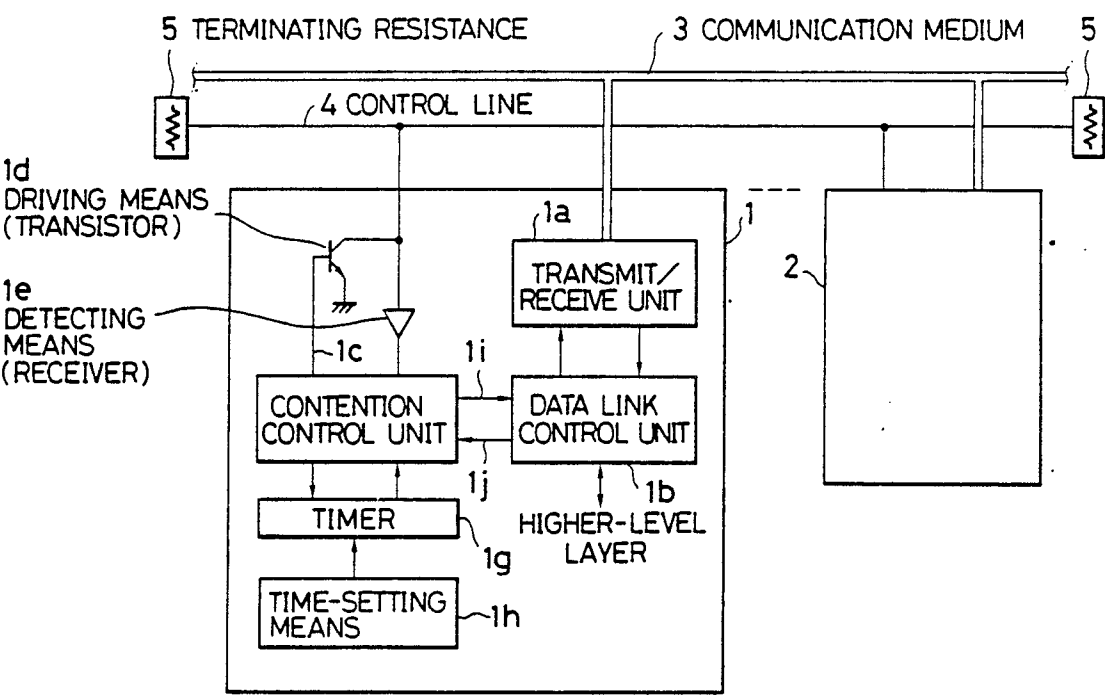 5 TERMINATING RESISTANCE
3 COMMUNICATION MEDIUM
5
4 CONTROL LINE
1d
DRIVING MEANS
(TRANSISTOR)
1e
DETECTING
MEANS
(RECEIVER)
1c
1a
TRANSMIT/
RECEIVE UNIT
1
2
1i
CONTENTION
CONTROL UNIT
DATA LINK
CONTROL UNIT
1j
1b
TIMER
1g
HIGHER-LEVEL
LAYER
TIME-SETTING
MEANS
1h